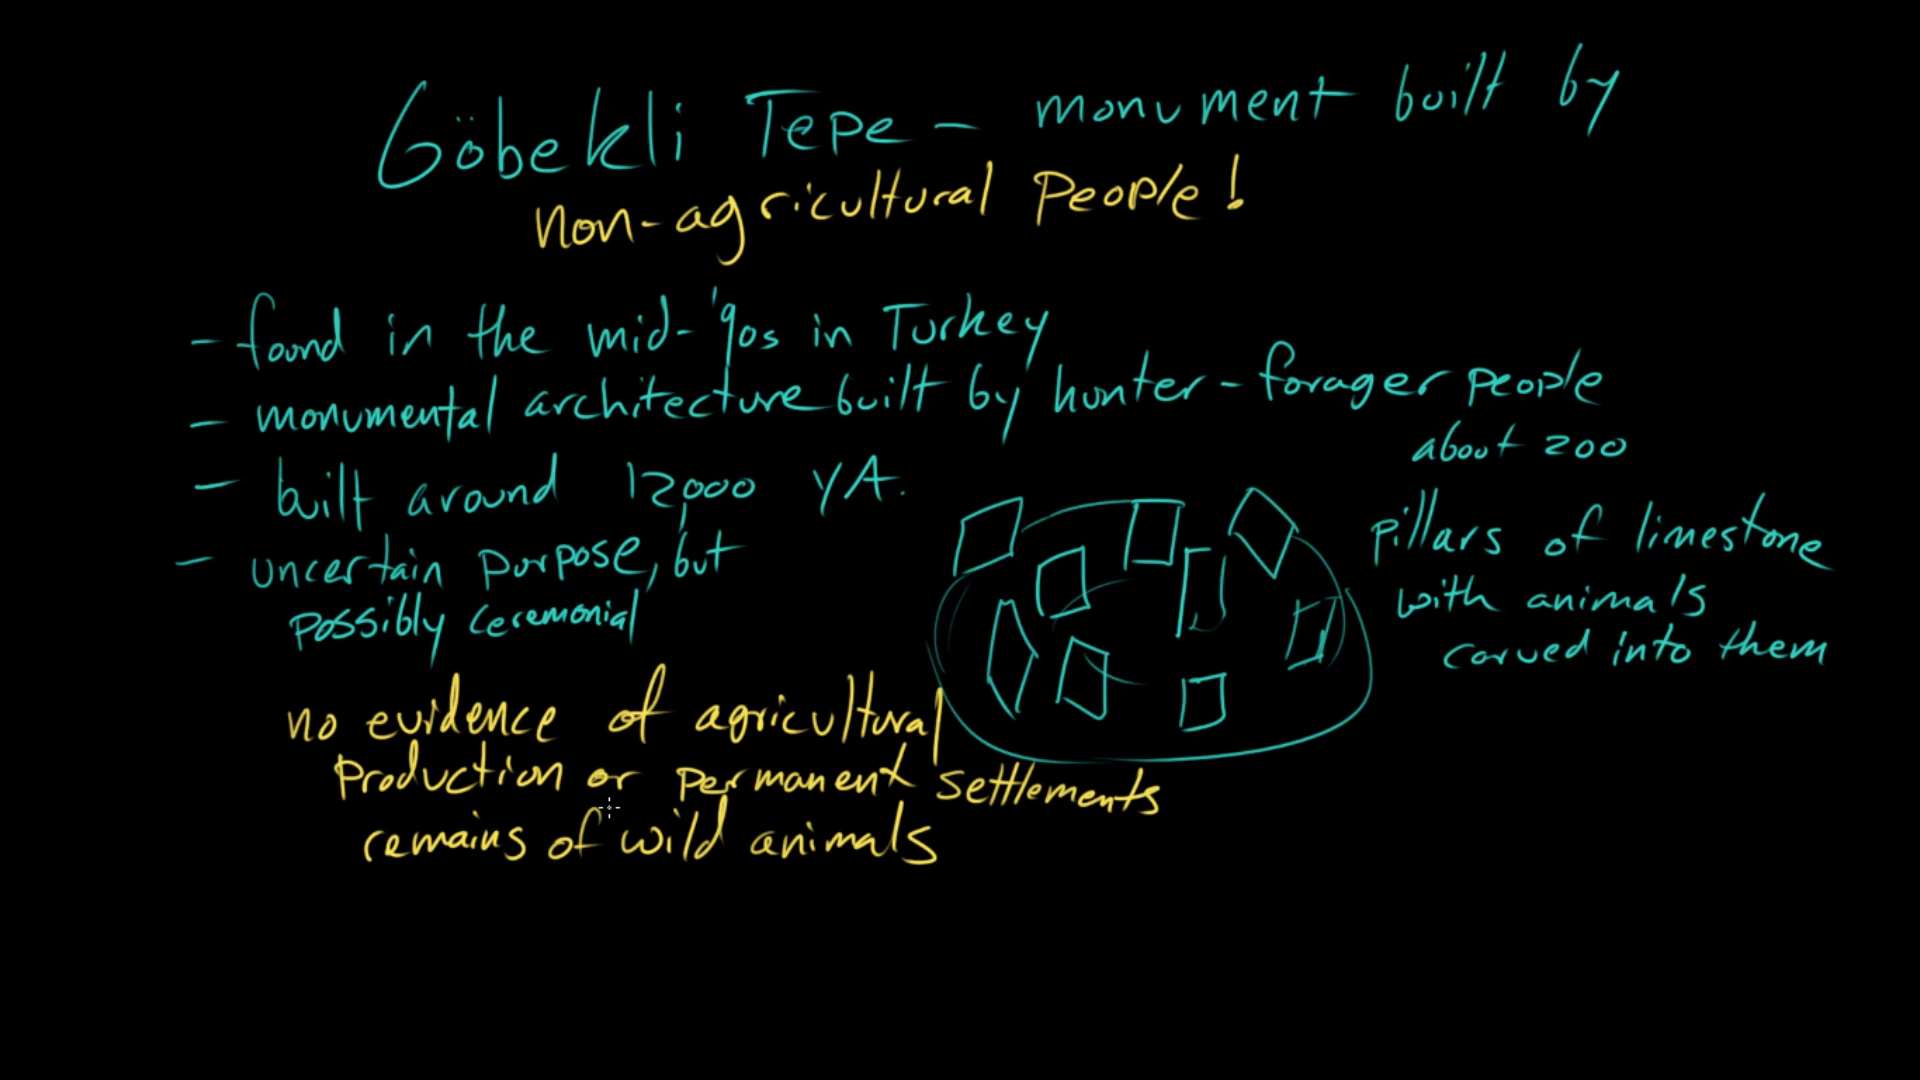 Göbekli Tepe - monument built by
non-agricultural people!
- found in the mid-'90s in Turkey
- monumental architecture built by hunter-forager people
- built around 12,000 YA.
- uncertain purpose, but
possibly ceremonial
about 200
pillars of limestone
with animals
carved into them
no evidence of agricultural
production or permanent settlements
remains of wild animals